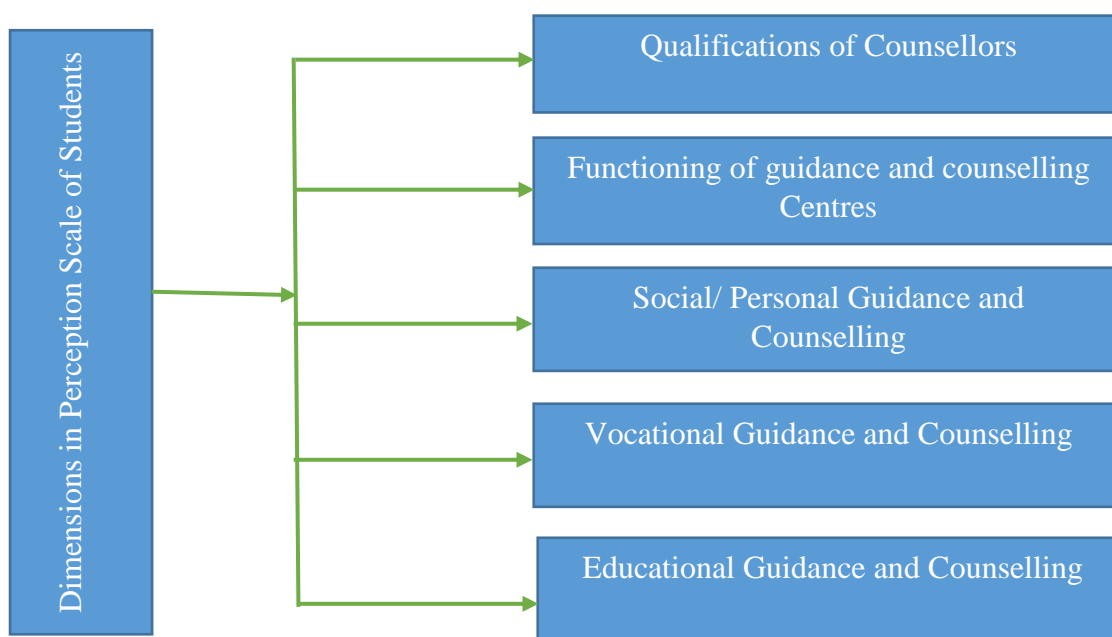 Dimensions in Perception Scale of Students
Qualifications of Counsellors
Functioning of guidance and counselling
Centres
Social/ Personal Guidance and
Counselling
Vocational Guidance and Counselling
Educational Guidance and Counselling